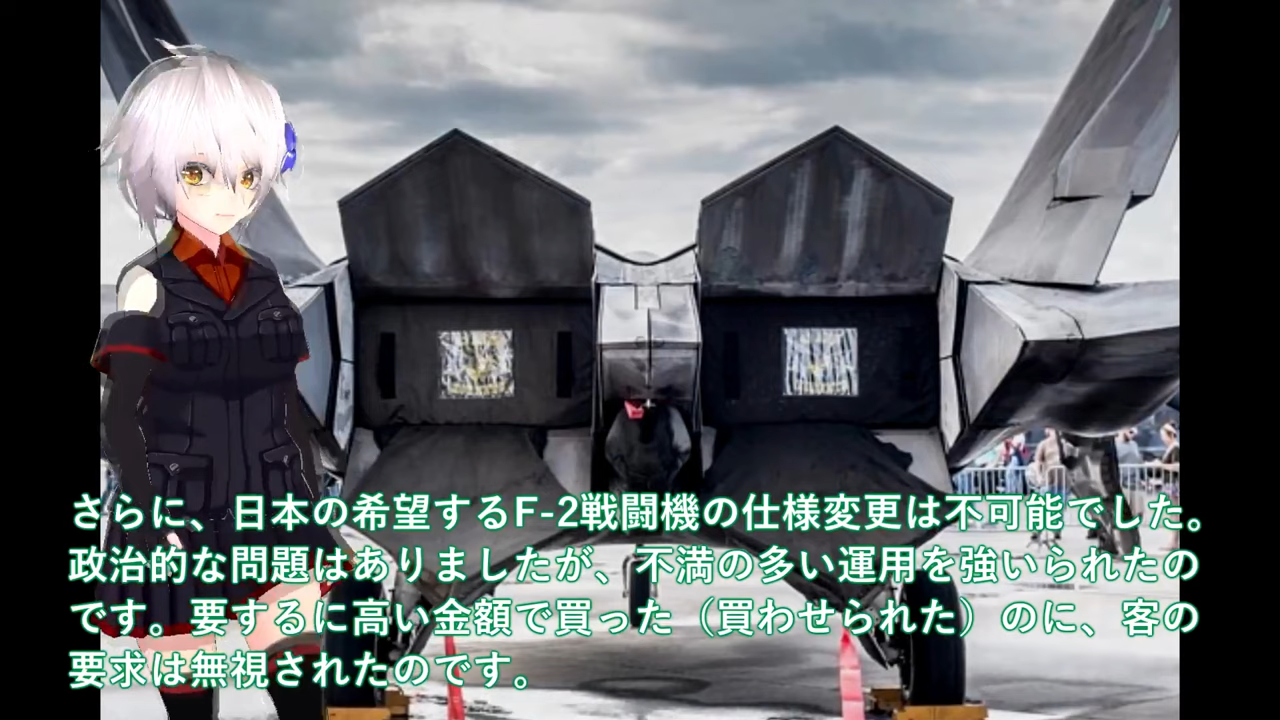 さらに、日本の希望するF-2戦闘機の仕様変更は不可能でした。
政治的な問題はありましたが、不満の多い運用を強いられたの
です。要するに高い金額で買った（買わせられた）のに、客の
要求は無視されたのです。